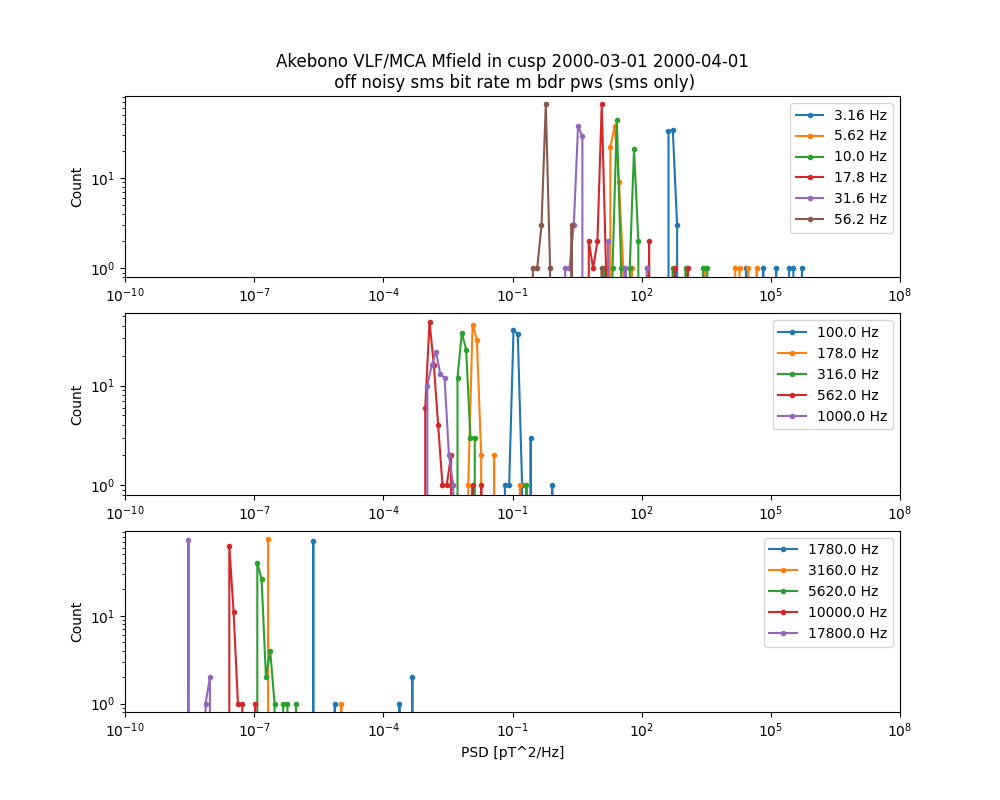 Akebono VLF/MCA Mfield in cusp 2000-03-01 2000-04-01
off noisy sms bit rate m bdr pws (sms only)
Count
10^1
10^0
3.16 Hz
5.62 Hz
10.0 Hz
17.8 Hz
31.6 Hz
56.2 Hz
10^-10 10^-7 10^-4 10^-1 10^2 10^5 10^8
Count
10^1
10^0
100.0 Hz
178.0 Hz
316.0 Hz
562.0 Hz
1000.0 Hz
10^-10 10^-7 10^-4 10^-1 10^2 10^5 10^8
Count
10^1
10^0
1780.0 Hz
3160.0 Hz
5620.0 Hz
10000.0 Hz
17800.0 Hz
10^-10 10^-7 10^-4 10^-1 10^2 10^5 10^8
PSD [pT^2/Hz]